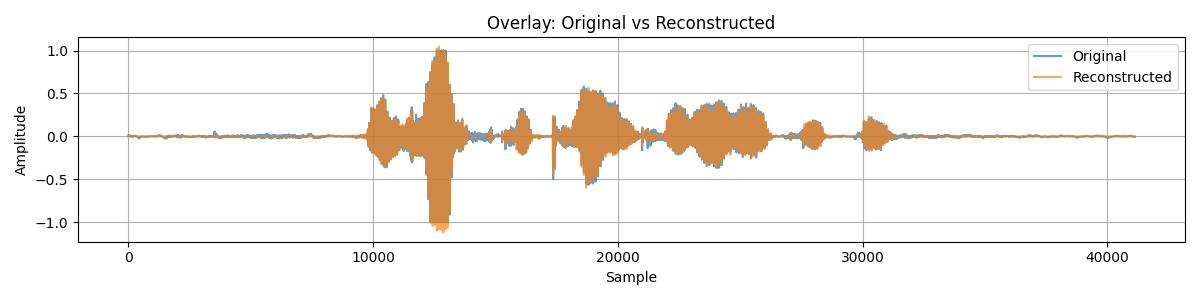 Overlay: Original vs Reconstructed
Original
Reconstructed
Amplitude
1.0
0.5
0.0
−0.5
−1.0
0
10000
20000
30000
40000
Sample